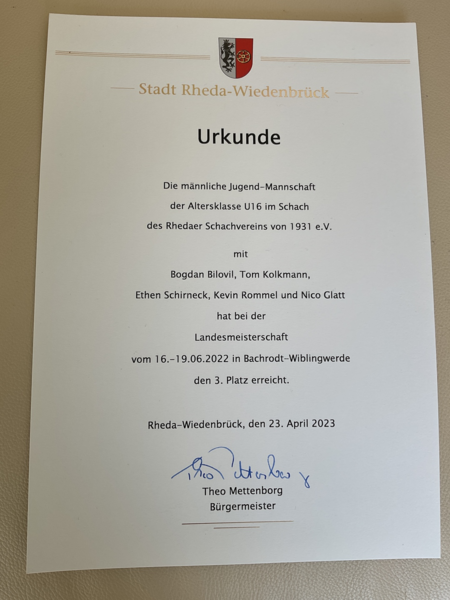 Stadt Rheda-Wiedenbrück
Urkunde
Die männliche Jugend-Mannschaft
der Altersklasse U16 im Schach
des Rhedaer Schachvereins von 1931 e.V.
mit
Bogdan Bilovil, Tom Kolkmann,
Ethen Schirneck, Kevin Rommel und Nico Glatt
hat bei der
Landesmeisterschaft
vom 16.-19.06.2022 in Bachrodt-Wiblingwerde
den 3. Platz erreicht.
Rheda-Wiedenbrück, den 23. April 2023
Theo Mettenborg
Bürgermeister